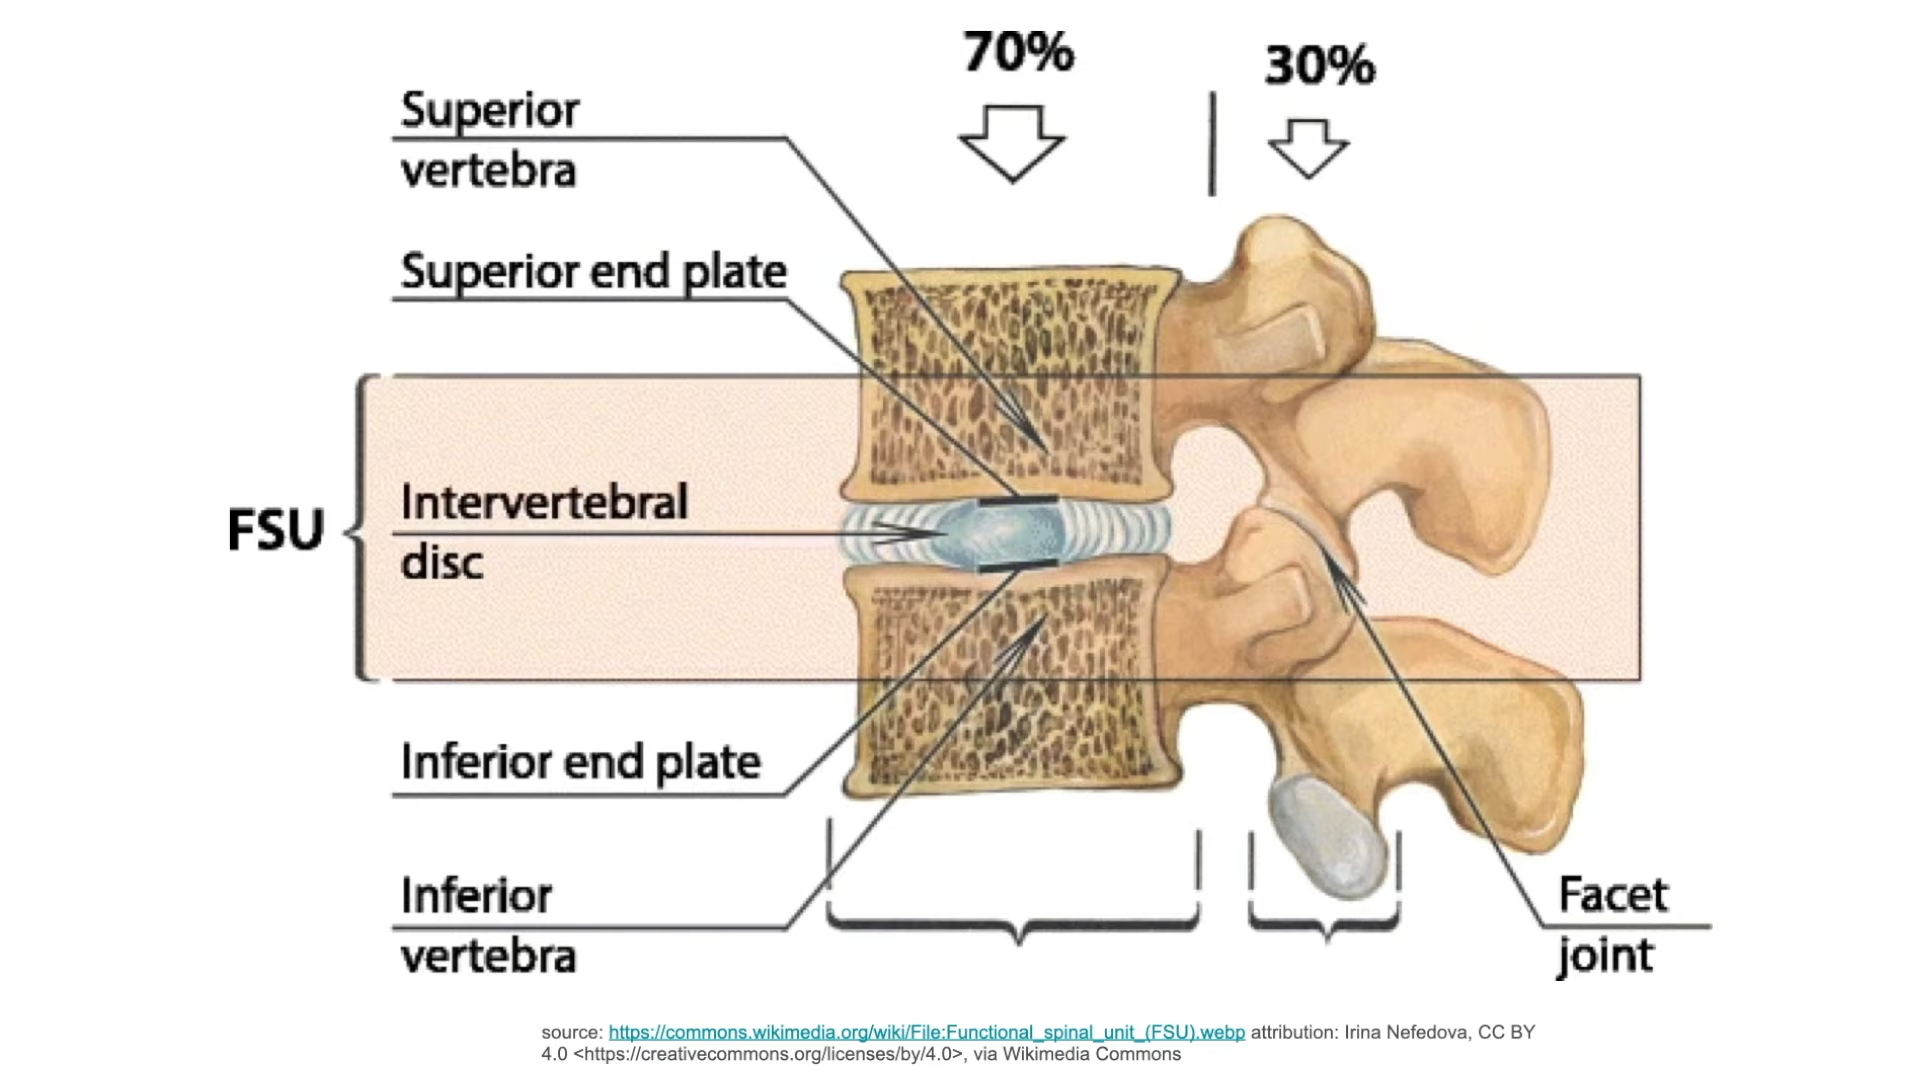 70%
30%
Superior
vertebra
Superior end plate
FSU
Intervertebral
disc
Inferior end plate
Inferior
vertebra
Facet
joint
source: https://commons.wikimedia.org/wiki/File:Functional_spinal_unit_(FSU).webp attribution: Irina Nefedova, CC BY
4.0 <https://creativecommons.org/licenses/by/4.0>, via Wikimedia Commons